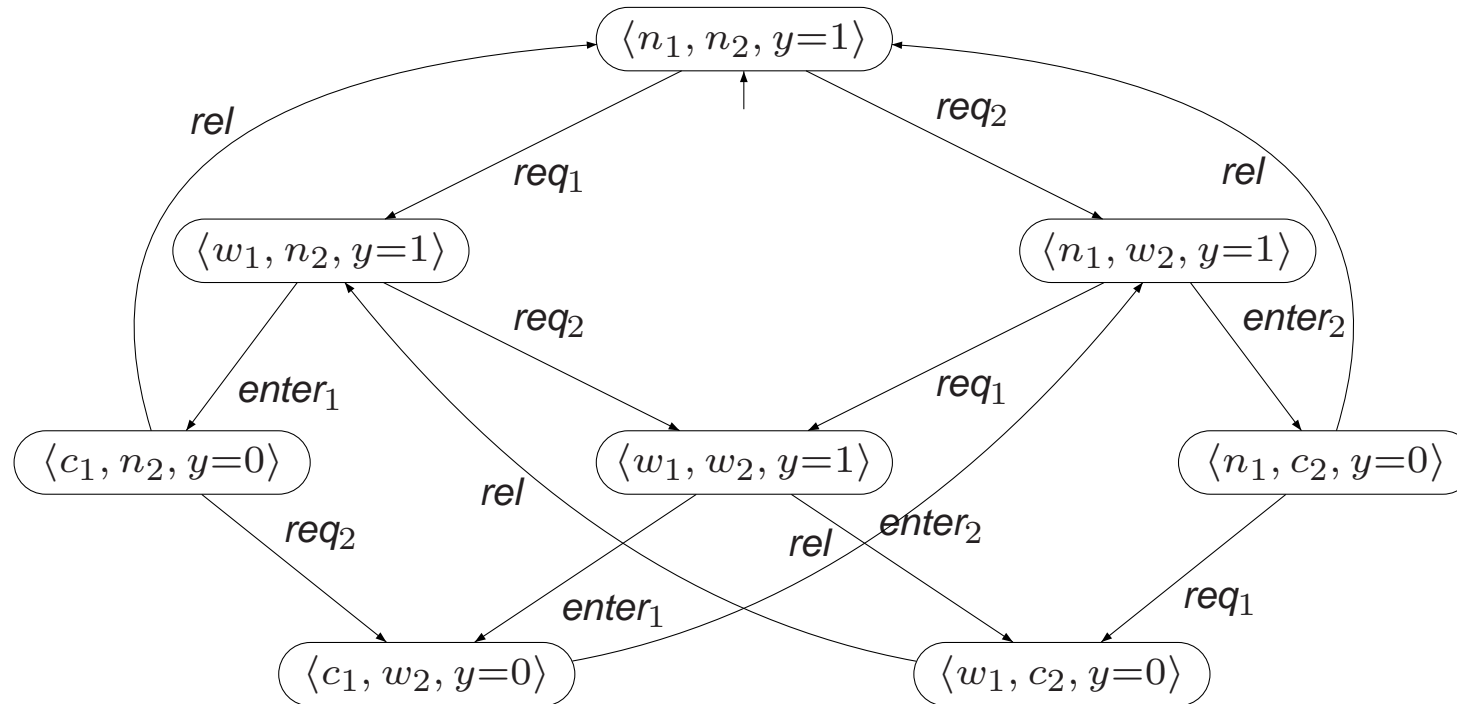 ⟨n₁, n₂, y=1⟩
rel
req₂
req₁
rel
⟨w₁, n₂, y=1⟩
⟨n₁, w₂, y=1⟩
req₂
enter₂
enter₁
req₁
⟨c₁, n₂, y=0⟩
⟨w₁, w₂, y=1⟩
⟨n₁, c₂, y=0⟩
rel
req₂
rel
enter₂
enter₁
req₁
⟨c₁, w₂, y=0⟩
⟨w₁, c₂, y=0⟩